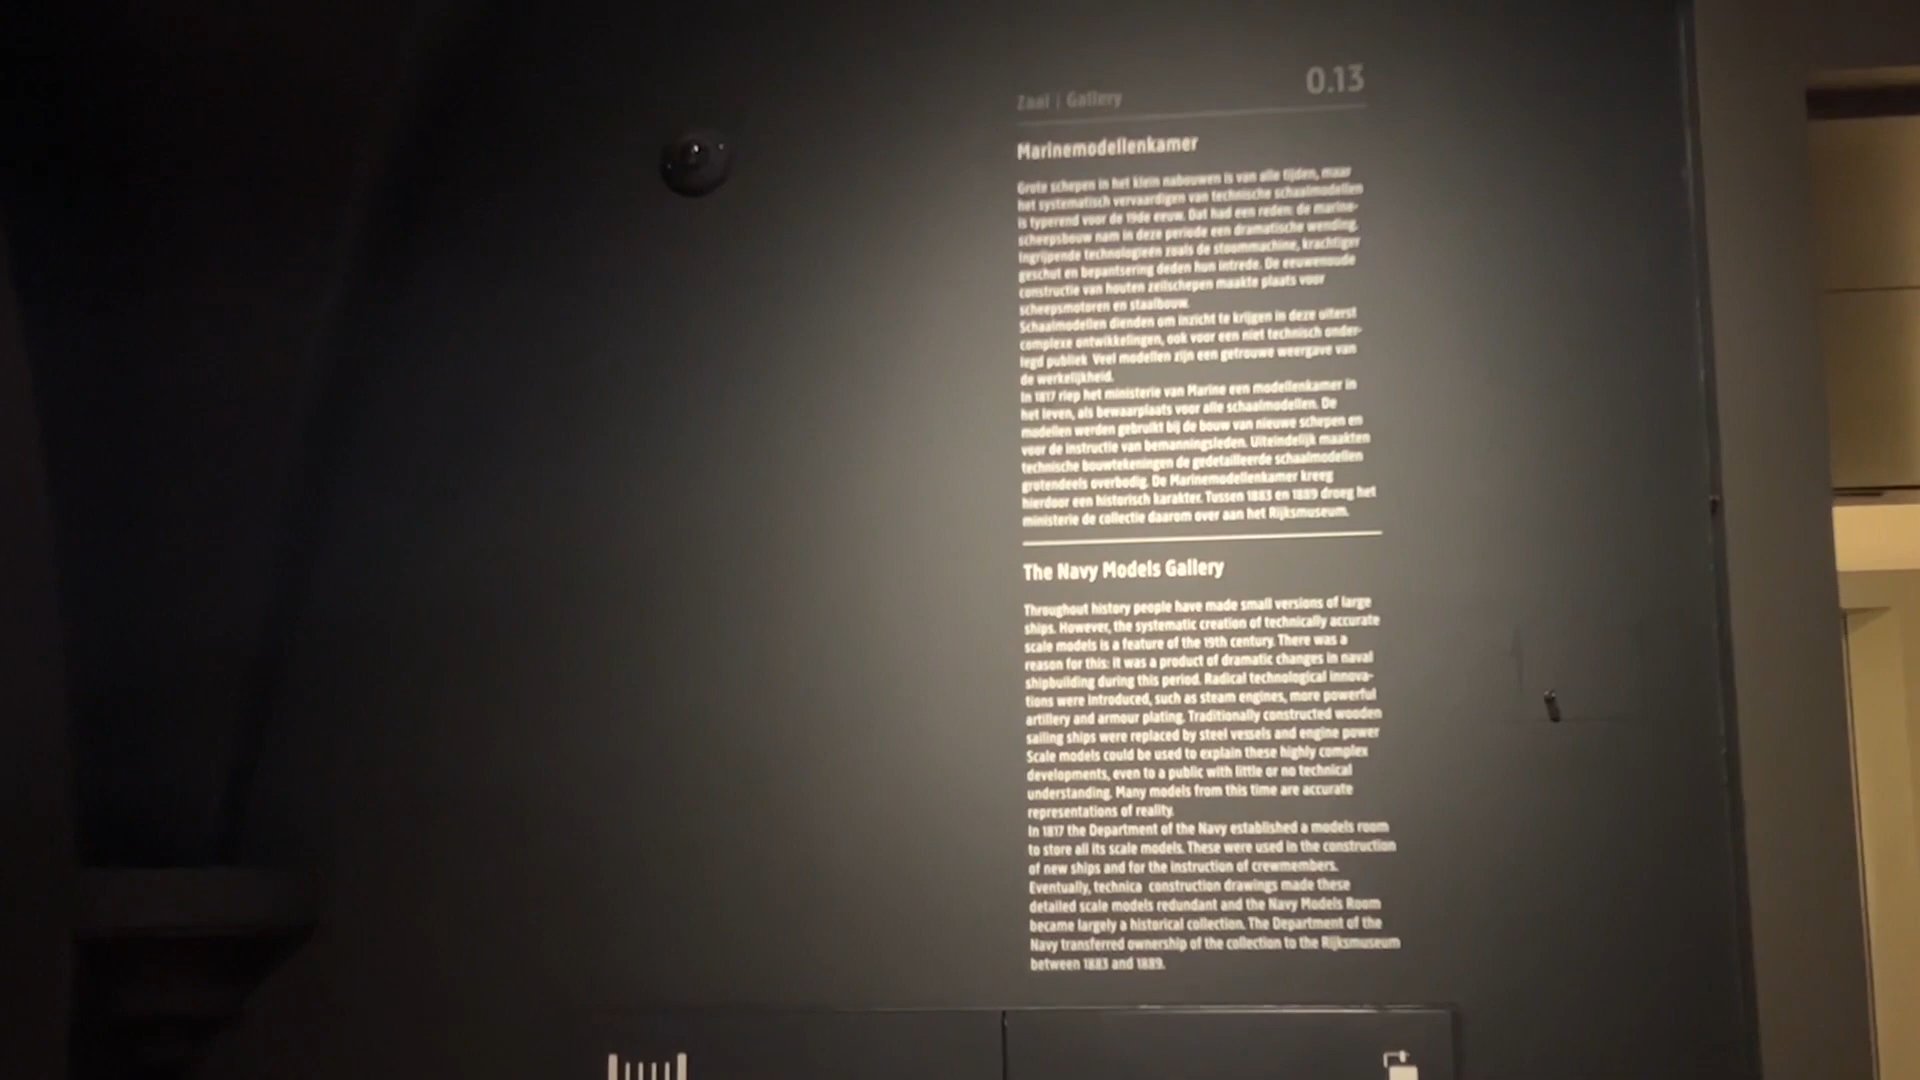 Zaal | Gallery 0.13
Marinemodellenkamer
Grote schepen in het klein nabouwen is van alle tijden, maar
het systematisch vervaardigen van technische schaalmodellen
is typerend voor de 19de eeuw. Dat had een reden: de marine-
scheepsbouw nam in deze periode een dramatische wending.
Ingrijpende technologieën zoals de stoommachine, krachtiger
geschut en bepantsering deden hun intrede. De eeuwenoude
constructie van houten zeilschepen maakte plaats voor
scheepsmotoren en staalbouw.
Schaalmodellen dienden om inzicht te krijgen in deze uiterst
complexe ontwikkelingen, ook voor een niet technisch onder-
legd publiek. Veel modellen zijn een getrouwe weergave van
de werkelijkheid.
In 1817 riep het ministerie van Marine een modellenkamer in
het leven, als bewaarplaats voor alle schaalmodellen. De
modellen werden gebruikt bij de bouw van nieuwe schepen en
voor de instructie van bemanningsleden. Uiteindelijk maakten
technische bouwtekeningen de gedetailleerde schaalmodellen
grotendeels overbodig. De Marinemodellenkamer kreeg
hierdoor een historisch karakter. Tussen 1883 en 1889 droeg het
ministerie de collectie daarom over aan het Rijksmuseum.
The Navy Models Gallery
Throughout history people have made small versions of large
ships. However, the systematic creation of technically accurate
scale models is a feature of the 19th century. There was a
reason for this: it was a product of dramatic changes in naval
shipbuilding during this period. Radical technological innova-
tions were introduced, such as steam engines, more powerful
artillery and armour plating. Traditionally constructed wooden
sailing ships were replaced by steel vessels and engine power
Scale models could be used to explain these highly complex
developments, even to a public with little or no technical
understanding. Many models from this time are accurate
representations of reality.
In 1817 the Department of the Navy established a models room
to store all its scale models. These were used in the construction
of new ships and for the instruction of crewmembers.
Eventually, technica construction drawings made these
detailed scale models redundant and the Navy Models Room
became largely a historical collection. The Department of the
Navy transferred ownership of the collection to the Rijksmuseum
between 1883 and 1889.